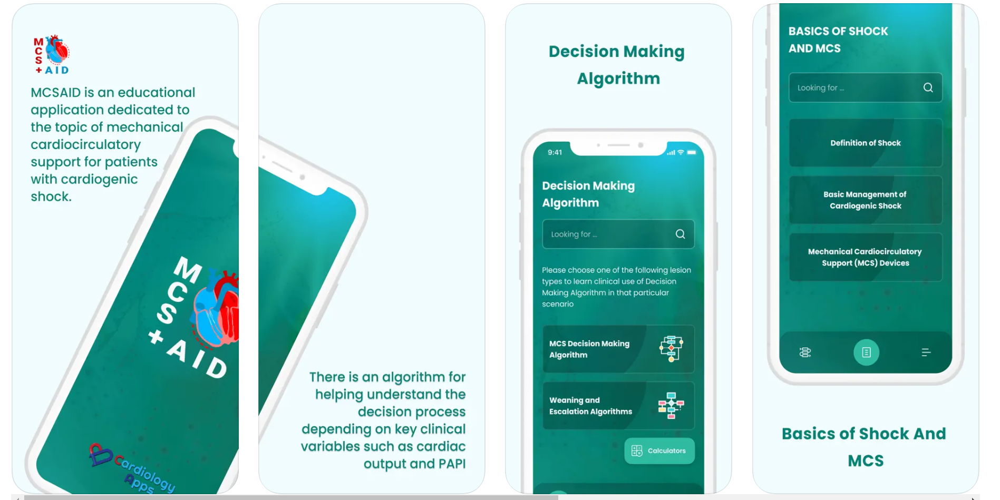 M
C
S
+ AID
MCSAID is an educational
application dedicated to
the topic of mechanical
cardiocirculatory
support for patients
with cardiogenic
shock.
M
C
S
+ AID
Cardiology
Apps
There is an algorithm for
helping understand the
decision process
depending on key clinical
variables such as cardiac
output and PAPI
Decision Making
Algorithm
9:41
Decision Making
Algorithm
Looking for ...
Please choose one of the following lesion
types to learn clinical use of Decision
Making Algorithm in that particular
scenario
MCS Decision Making
Algorithm
Weaning and
Escalation Algorithms
Calculators
BASICS OF SHOCK
AND MCS
Looking for ...
Definition of Shock
Basic Management of
Cardiogenic Shock
Mechanical Cardiocirculatory
Support (MCS) Devices
Basics of Shock And
MCS